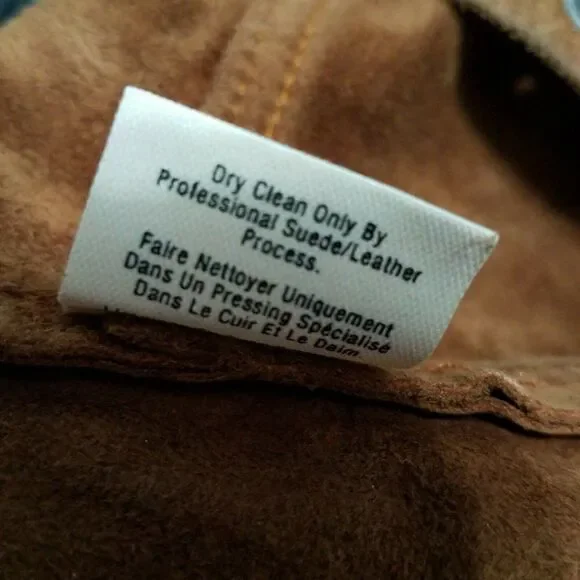 Dry Clean Only By
Professional Suede/Leather
Process.
Faire Nettoyer Uniquement
Dans Un Pressing Spécialisé
Dans Le Cuir Et Le Daim